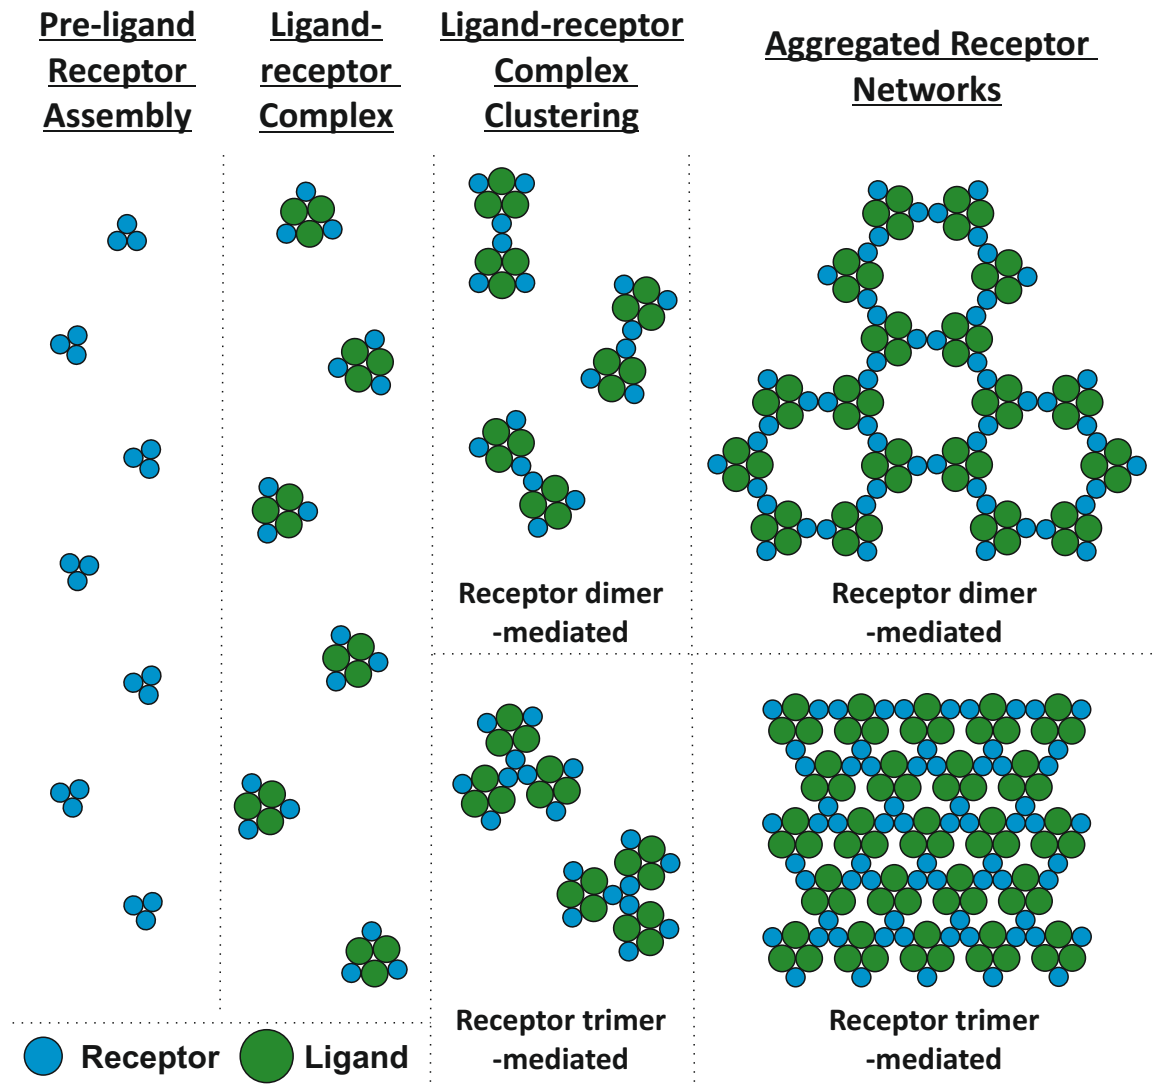 Pre-ligand
Receptor
Assembly
Ligand-
receptor
Complex
Ligand-receptor
Complex
Clustering
Aggregated Receptor
Networks
Receptor dimer
-mediated
Receptor dimer
-mediated
Receptor trimer
-mediated
Receptor trimer
-mediated
Receptor
Ligand